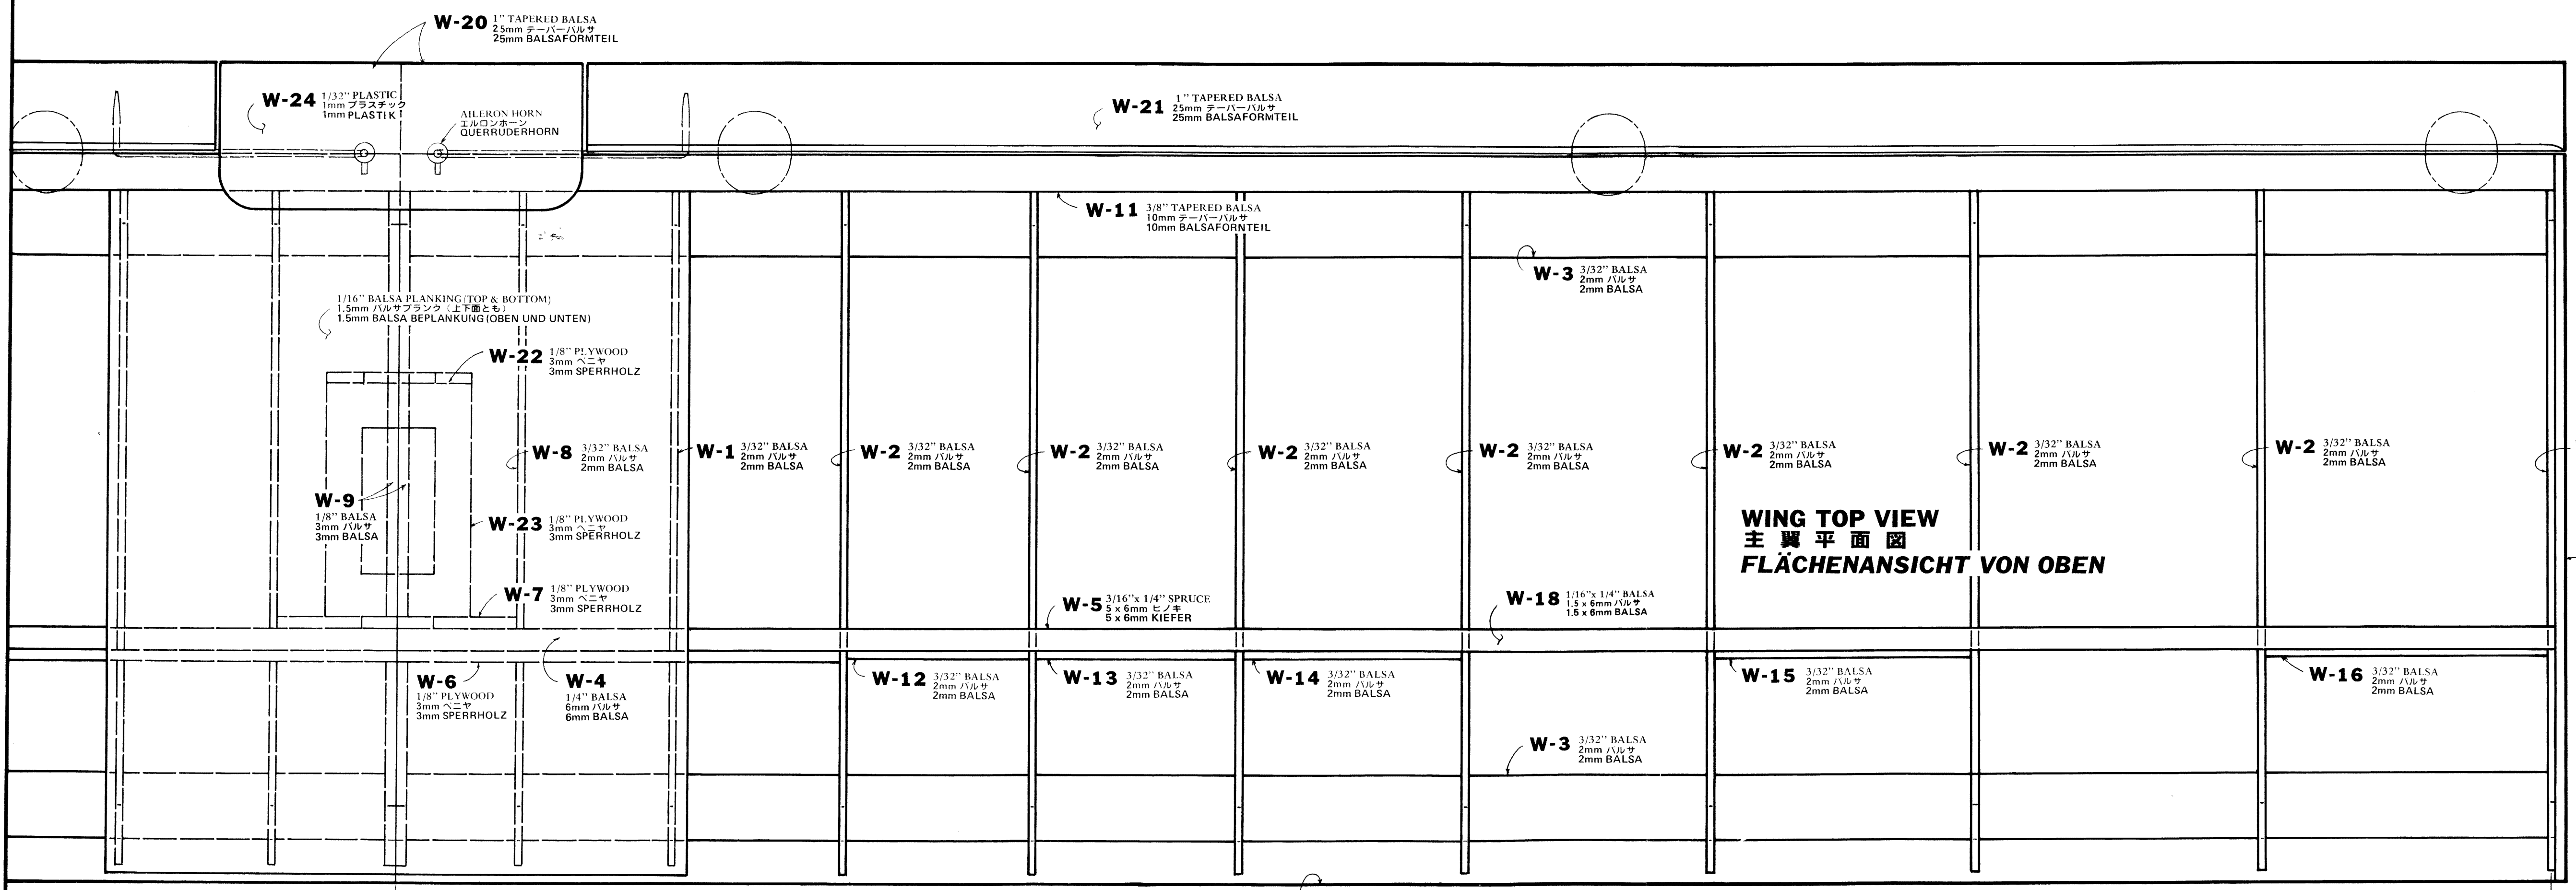 W-20 1" TAPERED BALSA
25mm テーパーバルサ
25mm BALSAFORMTEIL
W-24 1/32" PLASTIC
1mm プラスチック
1mm PLASTIK
AILERON HORN
エルロンホーン
QUERRUDERHORN
W-21 1" TAPERED BALSA
25mm テーパーバルサ
25mm BALSAFORMTEIL
W-11 3/8" TAPERED BALSA
10mm テーパーバルサ
10mm BALSAFORNTEIL
W-3 3/32" BALSA
2mm バルサ
2mm BALSA
1/16" BALSA PLANKING (TOP & BOTTOM)
1.5mm バルサプランク (上下面とも)
1.5mm BALSA BEPLANKUNG (OBEN UND UNTEN)
W-22 1/8" PLYWOOD
3mm ベニヤ
3mm SPERRHOLZ
W-8 3/32" BALSA
2mm バルサ
2mm BALSA
W-1 3/32" BALSA
2mm バルサ
2mm BALSA
W-2 3/32" BALSA
2mm バルサ
2mm BALSA
W-2 3/32" BALSA
2mm バルサ
2mm BALSA
W-2 3/32" BALSA
2mm バルサ
2mm BALSA
W-2 3/32" BALSA
2mm バルサ
2mm BALSA
W-2 3/32" BALSA
2mm バルサ
2mm BALSA
W-2 3/32" BALSA
2mm バルサ
2mm BALSA
W-2 3/32" BALSA
2mm バルサ
2mm BALSA
W-9
1/8" BALSA
3mm バルサ
3mm BALSA
W-23 1/8" PLYWOOD
3mm ベニヤ
3mm SPERRHOLZ
WING TOP VIEW
主翼平面図
FLÄCHENANSICHT VON OBEN
W-7 1/8" PLYWOOD
3mm ベニヤ
3mm SPERRHOLZ
W-5 3/16" x 1/4" SPRUCE
5 x 6mm ヒノキ
5 x 6mm KIEFER
W-18 1/16" x 1/4" BALSA
1.5 x 6mm バルサ
1.5 x 6mm BALSA
W-6
1/8" PLYWOOD
3mm ベニヤ
3mm SPERRHOLZ
W-4
1/4" BALSA
6mm バルサ
6mm BALSA
W-12 3/32" BALSA
2mm バルサ
2mm BALSA
W-13 3/32" BALSA
2mm バルサ
2mm BALSA
W-14 3/32" BALSA
2mm バルサ
2mm BALSA
W-15 3/32" BALSA
2mm バルサ
2mm BALSA
W-16 3/32" BALSA
2mm バルサ
2mm BALSA
W-3 3/32" BALSA
2mm バルサ
2mm BALSA